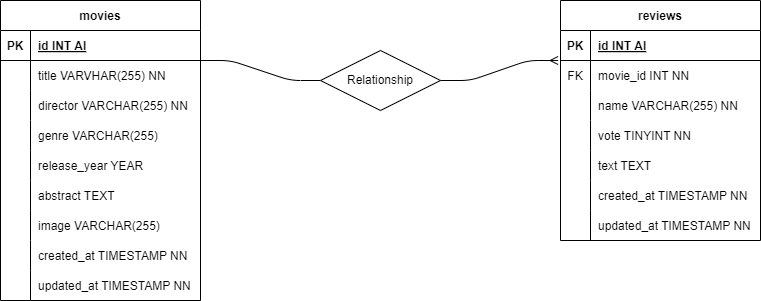 movies
PK id INT AI
title VARVHAR(255) NN
director VARCHAR(255) NN
genre VARCHAR(255)
release_year YEAR
abstract TEXT
image VARCHAR(255)
created_at TIMESTAMP NN
updated_at TIMESTAMP NN
Relationship
reviews
PK id INT AI
FK movie_id INT NN
name VARCHAR(255) NN
vote TINYINT NN
text TEXT
created_at TIMESTAMP NN
updated_at TIMESTAMP NN